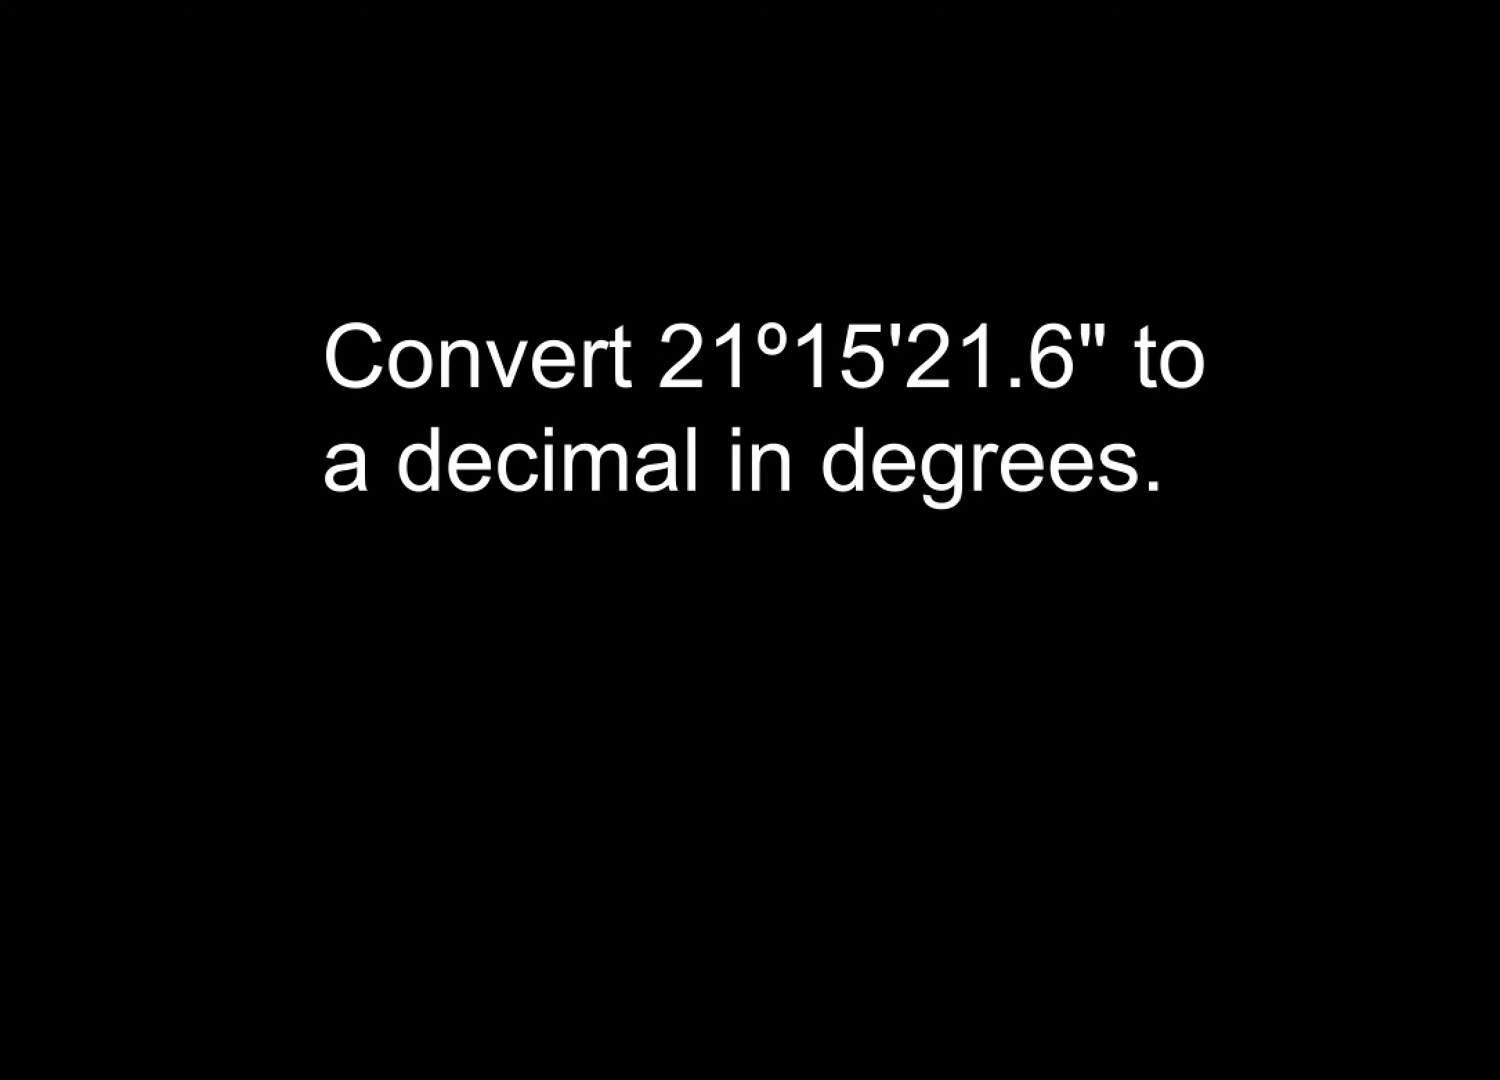 Convert 21º15'21.6" to
a decimal in degrees.